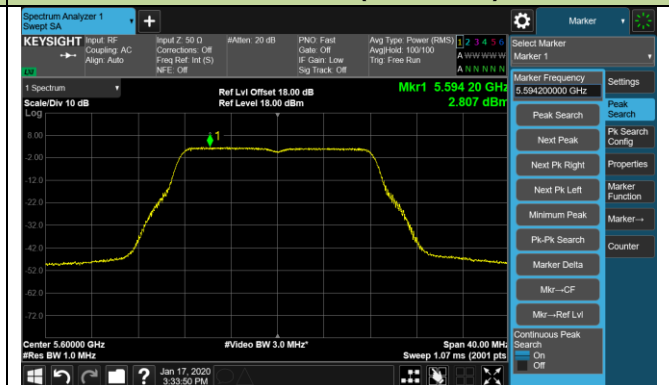 Spectrum Analyzer 1
Swept SA
Marker
KEYSIGHT
Input: RF
Coupling: AC
Align: Auto
Input Z: 50 Ω
Corrections: Off
Freq Ref: Int (S)
NFE: Off
#Atten: 20 dB
PNO: Fast
Gate: Off
IF Gain: Low
Sig Track: Off
Avg Type: Power (RMS)
Avg|Hold: 100/100
Trig: Free Run
1 2 3 4 5 6
A W W W W W
A N N N N N
Select Marker
Marker 1
1 Spectrum
Scale/Div 10 dB
Log
Ref Lvl Offset 18.00 dB
Ref Level 18.00 dBm
Mkr1 5.594 20 GHz
2.807 dBm
1
8.00
-2.00
-12.0
-22.0
-32.0
-42.0
-52.0
-62.0
-72.0
Center 5.60000 GHz
#Res BW 1.0 MHz
#Video BW 3.0 MHz*
Span 40.00 MHz
Sweep 1.07 ms (2001 pts
Marker Frequency
5.594200000 GHz
Peak Search
Next Peak
Next Pk Right
Next Pk Left
Minimum Peak
Pk-Pk Search
Marker Delta
Mkr→CF
Mkr→Ref Lvl
Continuous Peak
Search
On
Off
Settings
Peak
Search
Pk Search
Config
Properties
Marker
Function
Marker→
Counter
?
Jan 17, 2020
3:33:50 PM